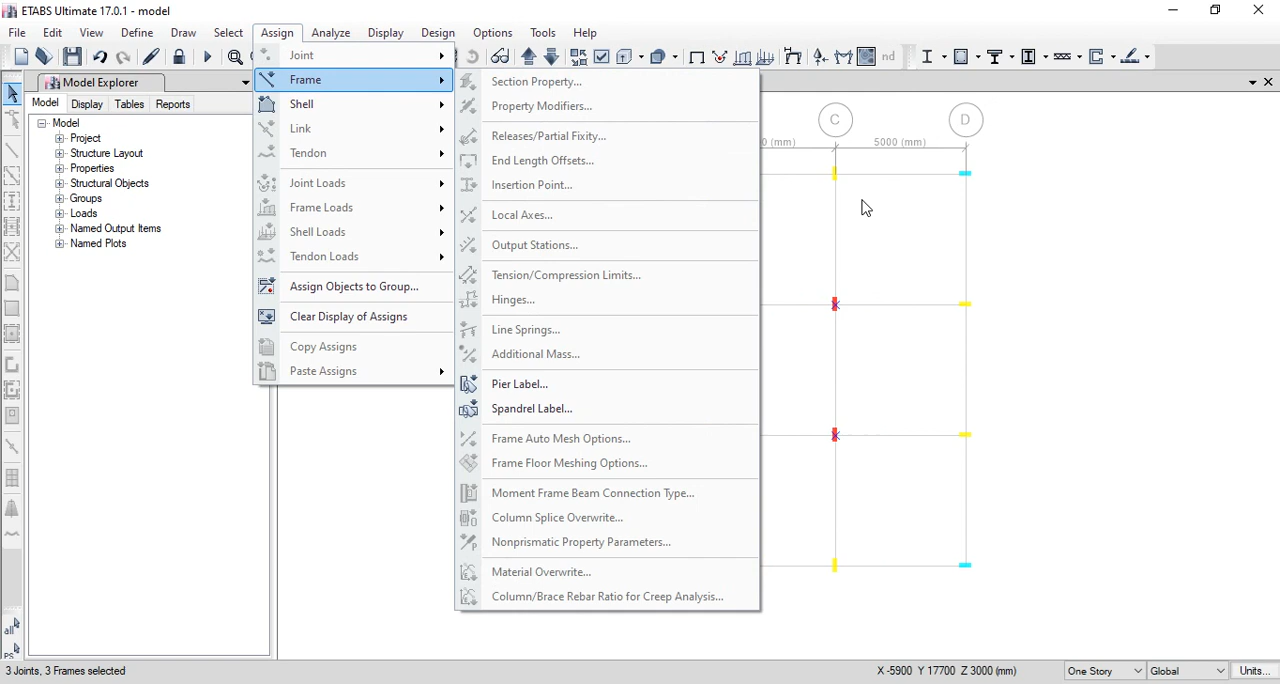 ETABS Ultimate 17.0.1 - model
File Edit View Define Draw Select Assign Analyze Display Design Options Tools Help
nd
Model Explorer
Model Display Tables Reports
Model
Project
Structure Layout
Properties
Structural Objects
Groups
Loads
Named Output Items
Named Plots
Joint
Frame
Shell
Link
Tendon
Joint Loads
Frame Loads
Shell Loads
Tendon Loads
Assign Objects to Group...
Clear Display of Assigns
Copy Assigns
Paste Assigns
Section Property...
Property Modifiers...
Releases/Partial Fixity...
End Length Offsets...
Insertion Point...
Local Axes...
Output Stations...
Tension/Compression Limits...
Hinges...
Line Springs...
Additional Mass...
Pier Label...
Spandrel Label...
Frame Auto Mesh Options...
Frame Floor Meshing Options...
Moment Frame Beam Connection Type...
Column Splice Overwrite...
Nonprismatic Property Parameters...
Material Overwrite...
Column/Brace Rebar Ratio for Creep Analysis...
C D
0 (mm) 5000 (mm)
all
ps
3 Joints, 3 Frames selected
X -5900 Y 17700 Z 3000 (mm)
One Story Global Units...